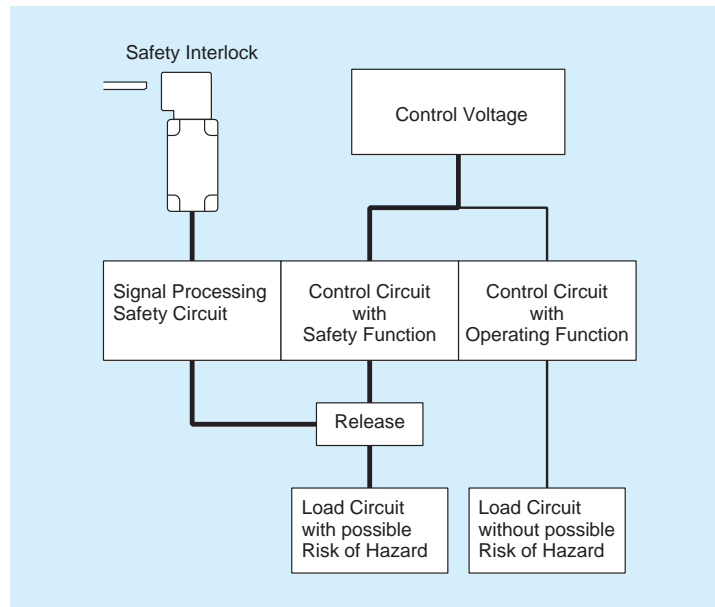 Safety Interlock
Control Voltage
Signal Processing
Safety Circuit
Control Circuit
with
Safety Function
Control Circuit
with
Operating Function
Release
Load Circuit
with possible
Risk of Hazard
Load Circuit
without possible
Risk of Hazard